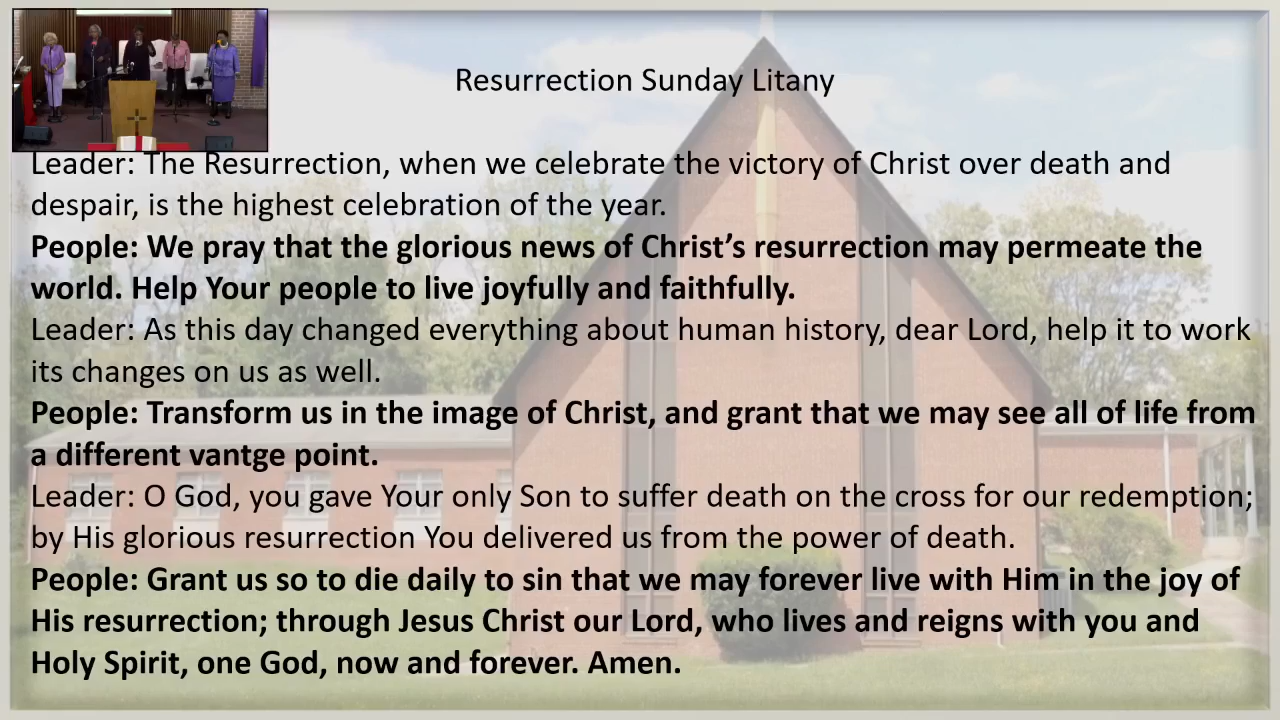 Resurrection Sunday Litany
Leader: The Resurrection, when we celebrate the victory of Christ over death and
despair, is the highest celebration of the year.
People: We pray that the glorious news of Christ’s resurrection may permeate the
world. Help Your people to live joyfully and faithfully.
Leader: As this day changed everything about human history, dear Lord, help it to work
its changes on us as well.
People: Transform us in the image of Christ, and grant that we may see all of life from
a different vantge point.
Leader: O God, you gave Your only Son to suffer death on the cross for our redemption;
by His glorious resurrection You delivered us from the power of death.
People: Grant us so to die daily to sin that we may forever live with Him in the joy of
His resurrection; through Jesus Christ our Lord, who lives and reigns with you and
Holy Spirit, one God, now and forever. Amen.